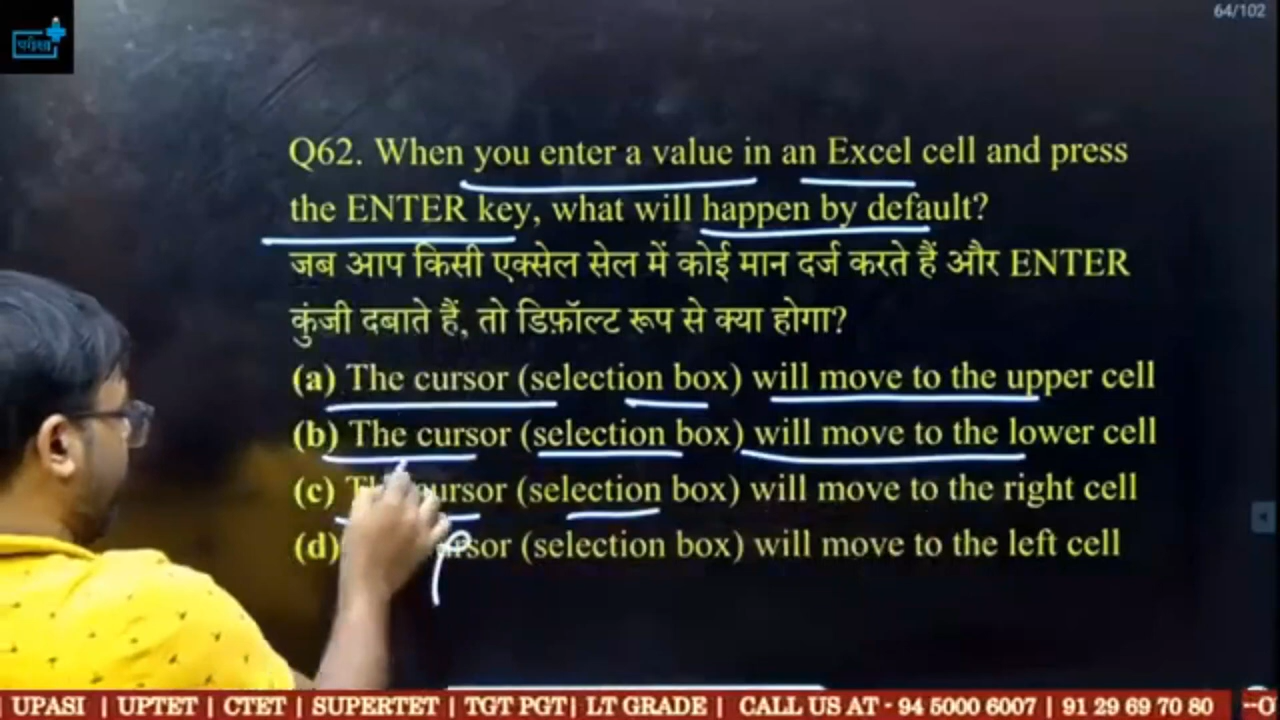 64/102
परीक्षा
Q62. When you enter a value in an Excel cell and press
the ENTER key, what will happen by default?
जब आप किसी एक्सेल सेल में कोई मान दर्ज करते हैं और ENTER
कुंजी दबाते हैं, तो डिफ़ॉल्ट रूप से क्या होगा?
(a) The cursor (selection box) will move to the upper cell
(b) The cursor (selection box) will move to the lower cell
(c) cursor (selection box) will move to the right cell
(d) (selection box) will move to the left cell
UPASI | UPTET | CTET | SUPERTET | TGT PGT | LT GRADE | CALL US AT - 94 5000 6007 | 91 29 69 70 80